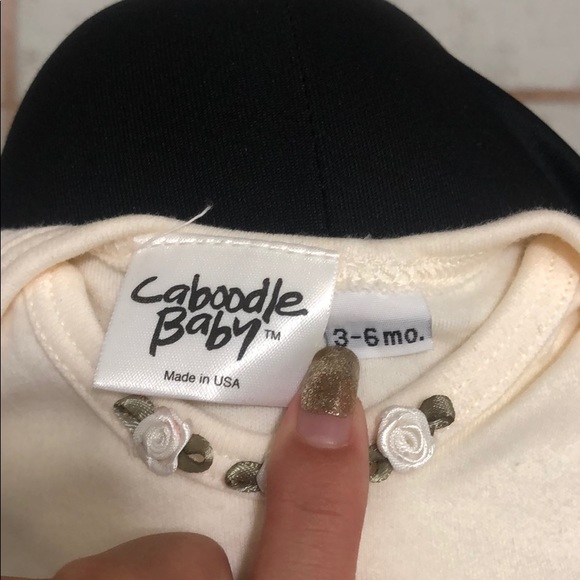 Caboodle
Baby™
Made in USA
3-6 mo.